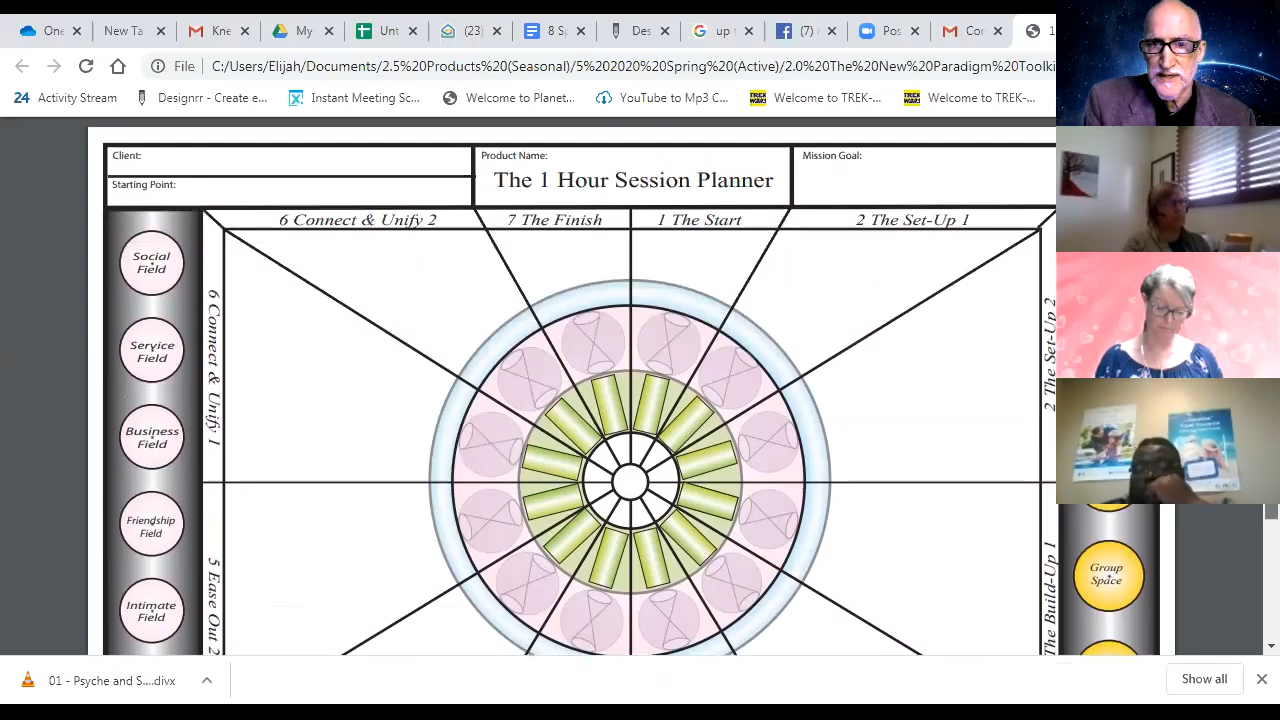 One
New Ta
Kne
My
Unt
(23
8 S
Des
up t
(7)
Pos
Cor
1
File
C:/Users/Elijah/Documents/2.5%20Products%20(Seasonal)/5%202020%20Spring%20(Active)/2.0%20The%20New%20Paradigm%20Toolki
24 Activity Stream
Designrr - Create e...
Instant Meeting Sc...
Welcome to Planet...
YouTube to Mp3 C...
Welcome to TREK-...
Welcome to TREK-...
Client:
Starting Point:
Product Name:
The 1 Hour Session Planner
Mission Goal:
6 Connect & Unify 2
7 The Finish
1 The Start
2 The Set-Up 1
Social
Field
Service
Field
Business
Field
Friendship
Field
Intimate
Field
6 Connect & Unify 1
5 Ease Out 2
2 The Set-Up 2
The Build-Up 1
Group
Space
01 - Psyche and S....divx
Show all